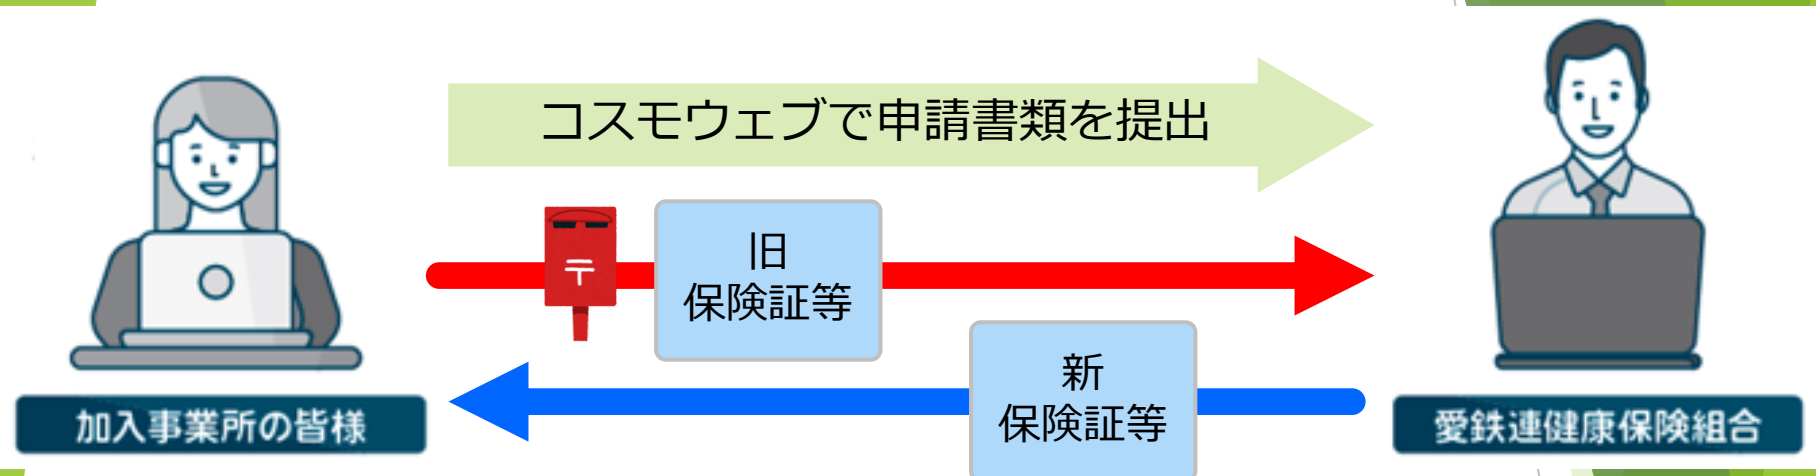 コスモウェブで申請書類を提出
〒
旧
保険証等
新
保険証等
加入事業所の皆様
愛鉄連健康保険組合